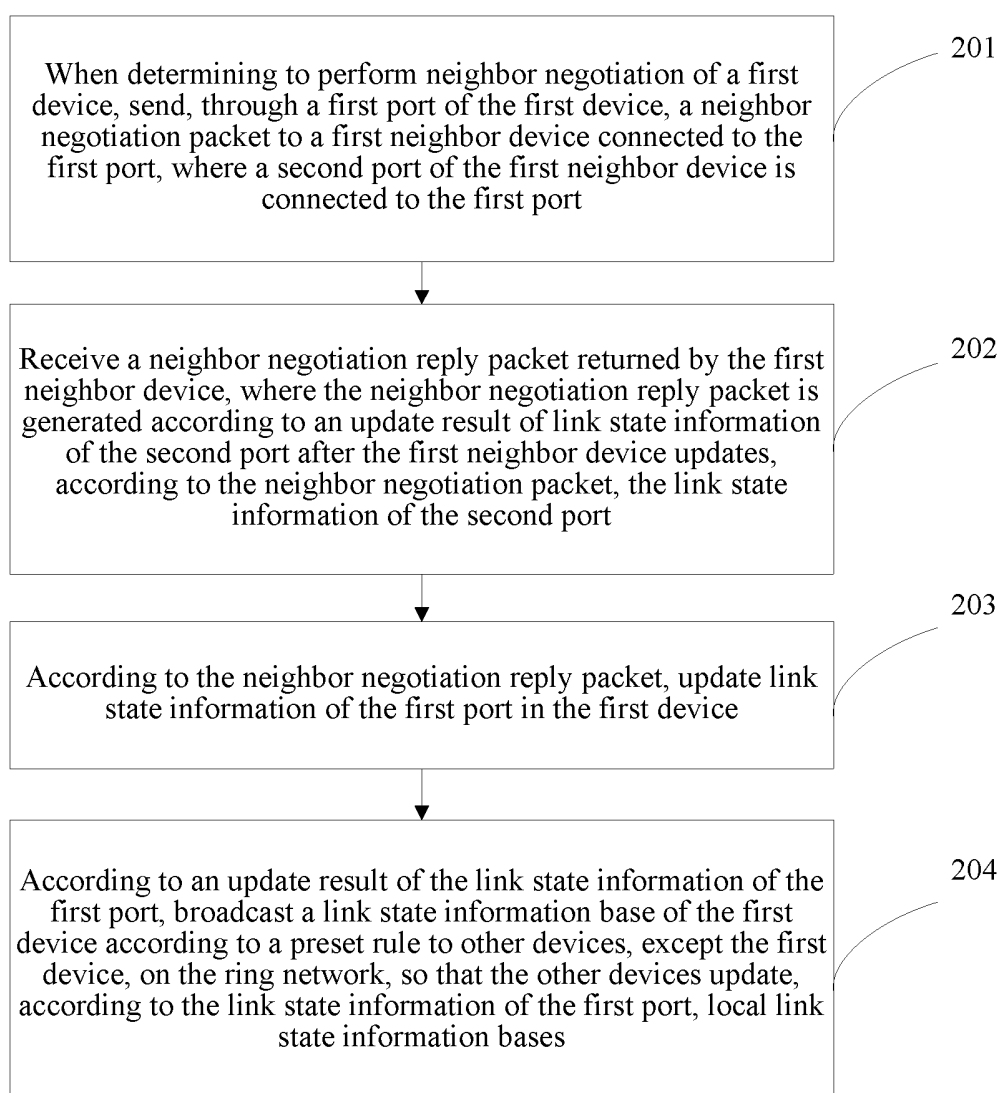 When determining to perform neighbor negotiation of a first
device, send, through a first port of the first device, a neighbor
negotiation packet to a first neighbor device connected to the
first port, where a second port of the first neighbor device is
connected to the first port
201
Receive a neighbor negotiation reply packet returned by the first
neighbor device, where the neighbor negotiation reply packet is
generated according to an update result of link state information
of the second port after the first neighbor device updates,
according to the neighbor negotiation packet, the link state
information of the second port
202
According to the neighbor negotiation reply packet, update link
state information of the first port in the first device
203
According to an update result of the link state information of the
first port, broadcast a link state information base of the first
device according to a preset rule to other devices, except the first
device, on the ring network, so that the other devices update,
according to the link state information of the first port, local link
state information bases
204